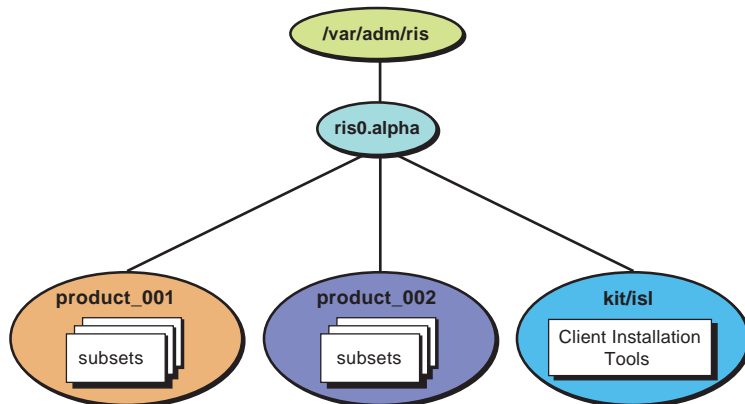 /var/adm/ris
ris0.alpha
product_001
subsets
product_002
subsets
kit/isl
Client Installation
Tools